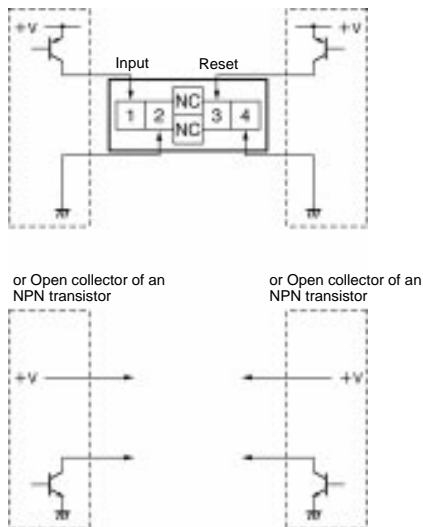 +V +V
Input Reset
NC
1 2 3 4
NC
or Open collector of an
NPN transistor
or Open collector of an
NPN transistor
+V +V